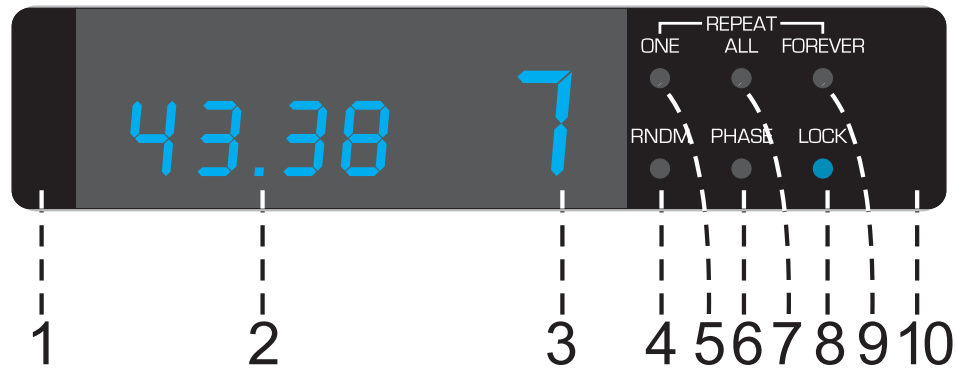 REPEAT
ONE ALL FOREVER
43.38 7
RNDM PHASE LOCK
1 2 3 4 5 6 7 8 9 10